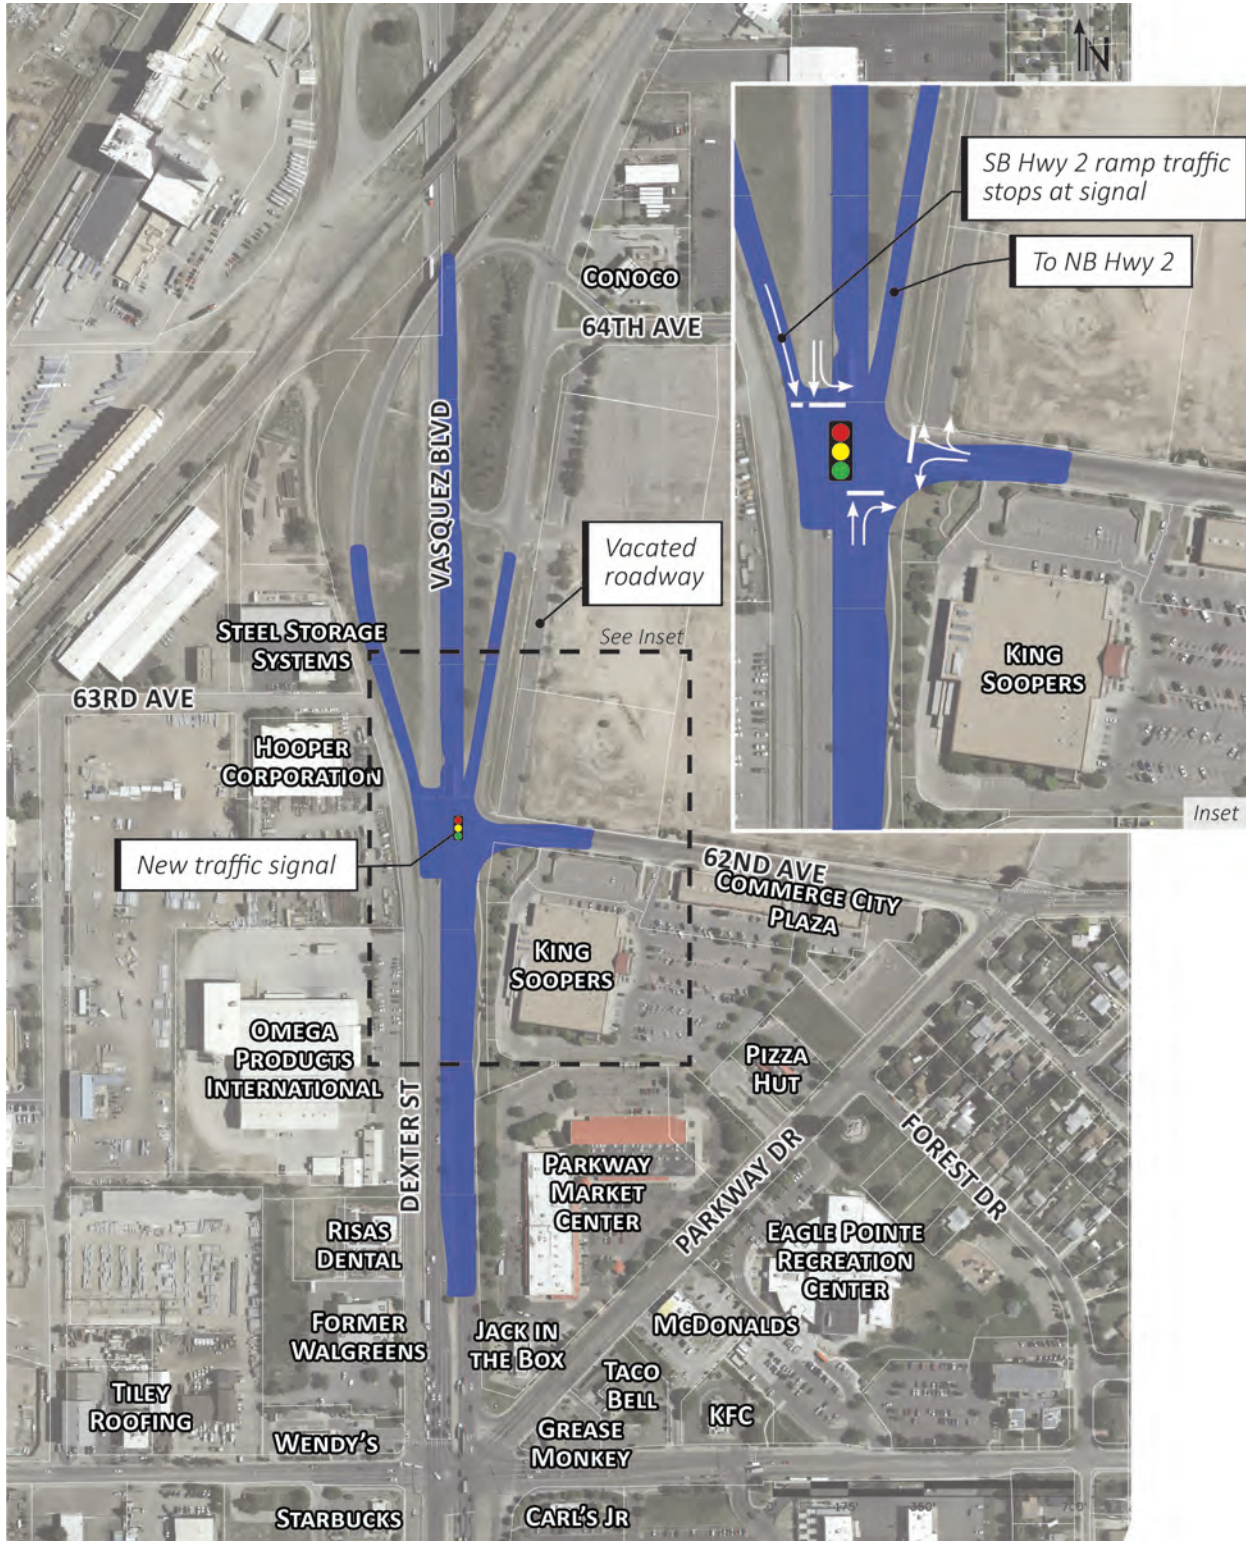 N
SB Hwy 2 ramp traffic
stops at signal
To NB Hwy 2
KING
SOOPERS
Inset
CONOCO
64TH AVE
VASQUEZ BLVD
Vacated
roadway
See Inset
STEEL STORAGE
SYSTEMS
63RD AVE
HOOPER
CORPORATION
New traffic signal
62ND AVE
COMMERCE CITY
PLAZA
KING
SOOPERS
OMEGA
PRODUCTS
INTERNATIONAL
PIZZA
HUT
DEXTER ST
PARKWAY
MARKET
CENTER
PARKWAY DR
FOREST DR
RISAS
DENTAL
EAGLE POINTE
RECREATION
CENTER
FORMER
WALGREENS
JACK IN
THE BOX
MCDONALDS
TACO
BELL
TILEY
ROOFING
KFC
WENDY'S
GREASE
MONKEY
STARBUCKS
CARL'S JR
0' 175' 350' 700'